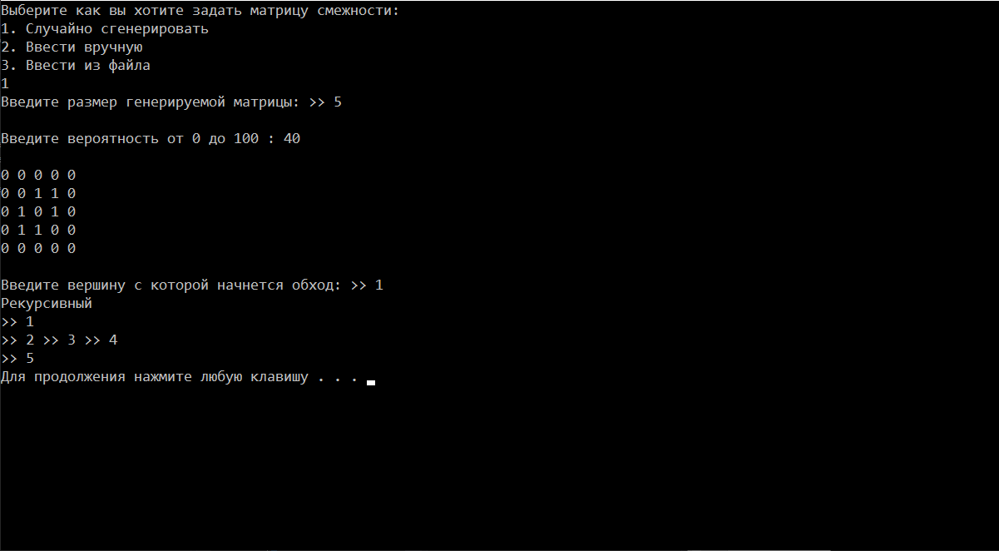 Выберите как вы хотите задать матрицу смежности:
1. Случайно сгенерировать
2. Ввести вручную
3. Ввести из файла
1
Введите размер генерируемой матрицы: >> 5
Введите вероятность от 0 до 100 : 40
0 0 0 0 0
0 0 1 1 0
0 1 0 1 0
0 1 1 0 0
0 0 0 0 0
Введите вершину с которой начнется обход: >> 1
Рекурсивный
>> 1
>> 2 >> 3 >> 4
>> 5
Для продолжения нажмите любую клавишу . . .